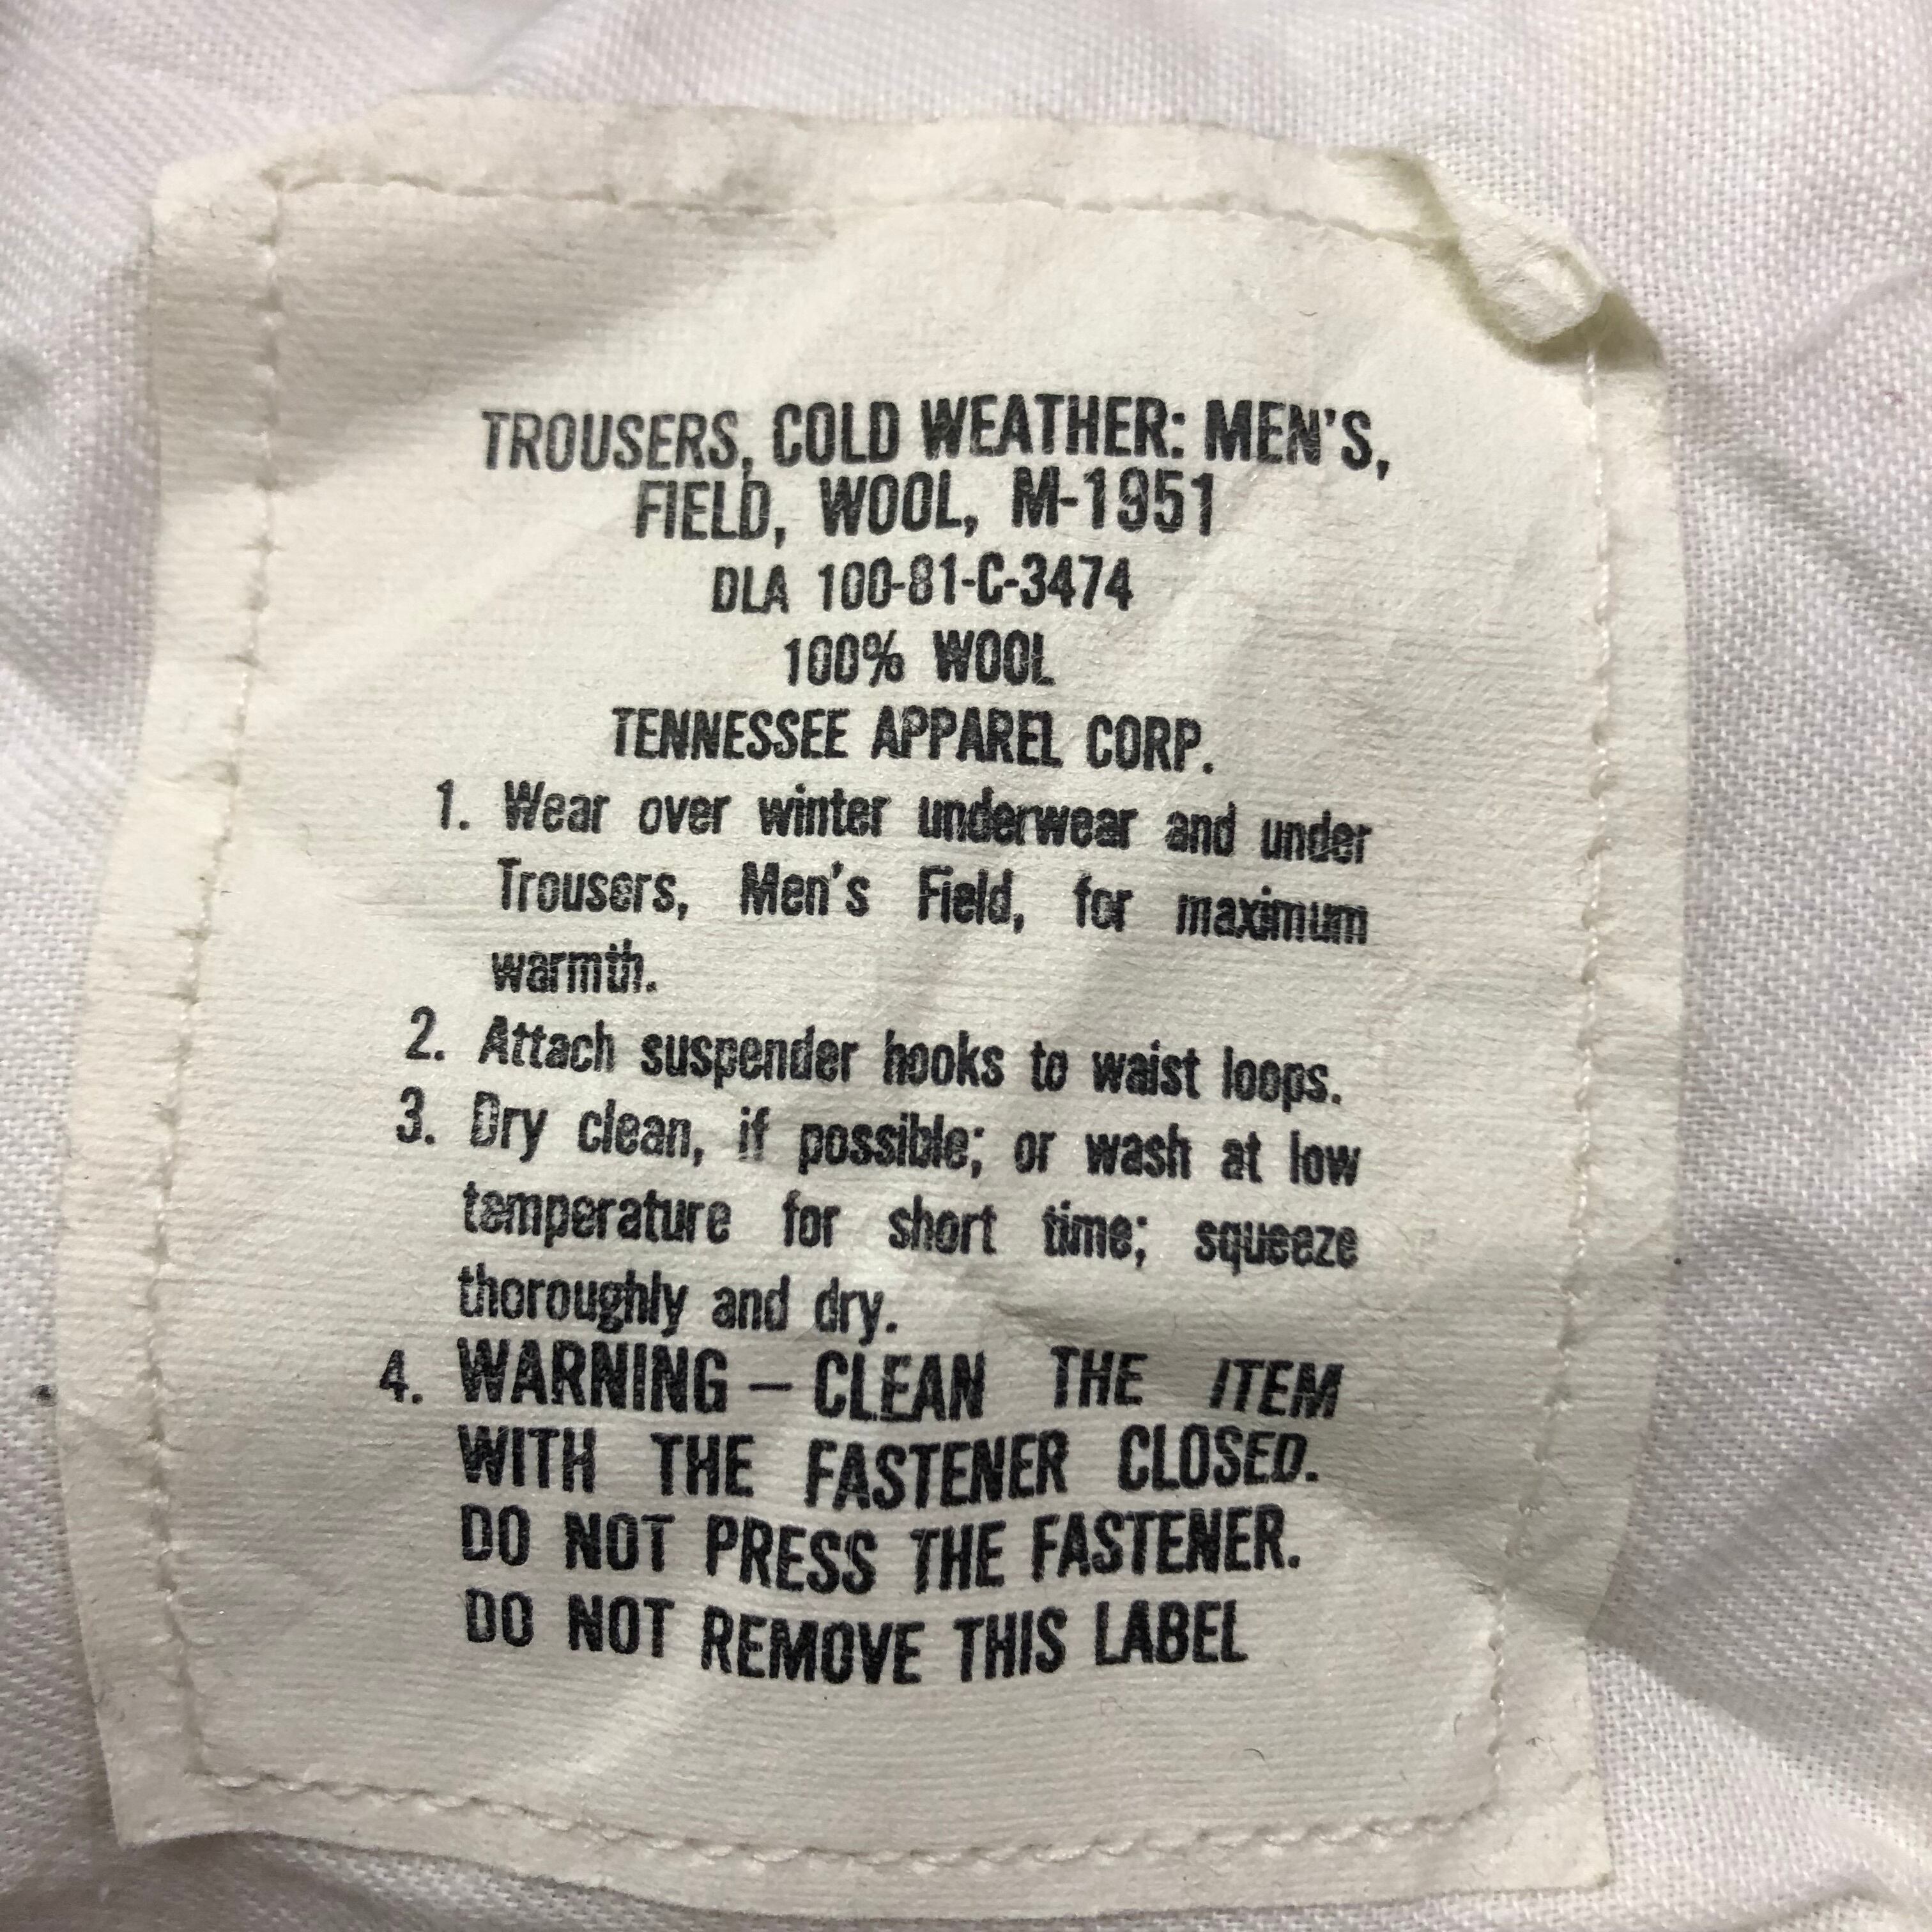 TROUSERS, COLD WEATHER: MEN'S,
FIELD, WOOL, M-1951
DLA 100-81-C-3474
100% WOOL
TENNESSEE APPAREL CORP.
1. Wear over winter underwear and under
Trousers, Men's Field, for maximum
warmth.
2. Attach suspender hooks to waist loops.
3. Dry clean, if possible; or wash at low
temperature for short time; squeeze
thoroughly and dry.
4. WARNING – CLEAN THE ITEM
WITH THE FASTENER CLOSED.
DO NOT PRESS THE FASTENER.
DO NOT REMOVE THIS LABEL